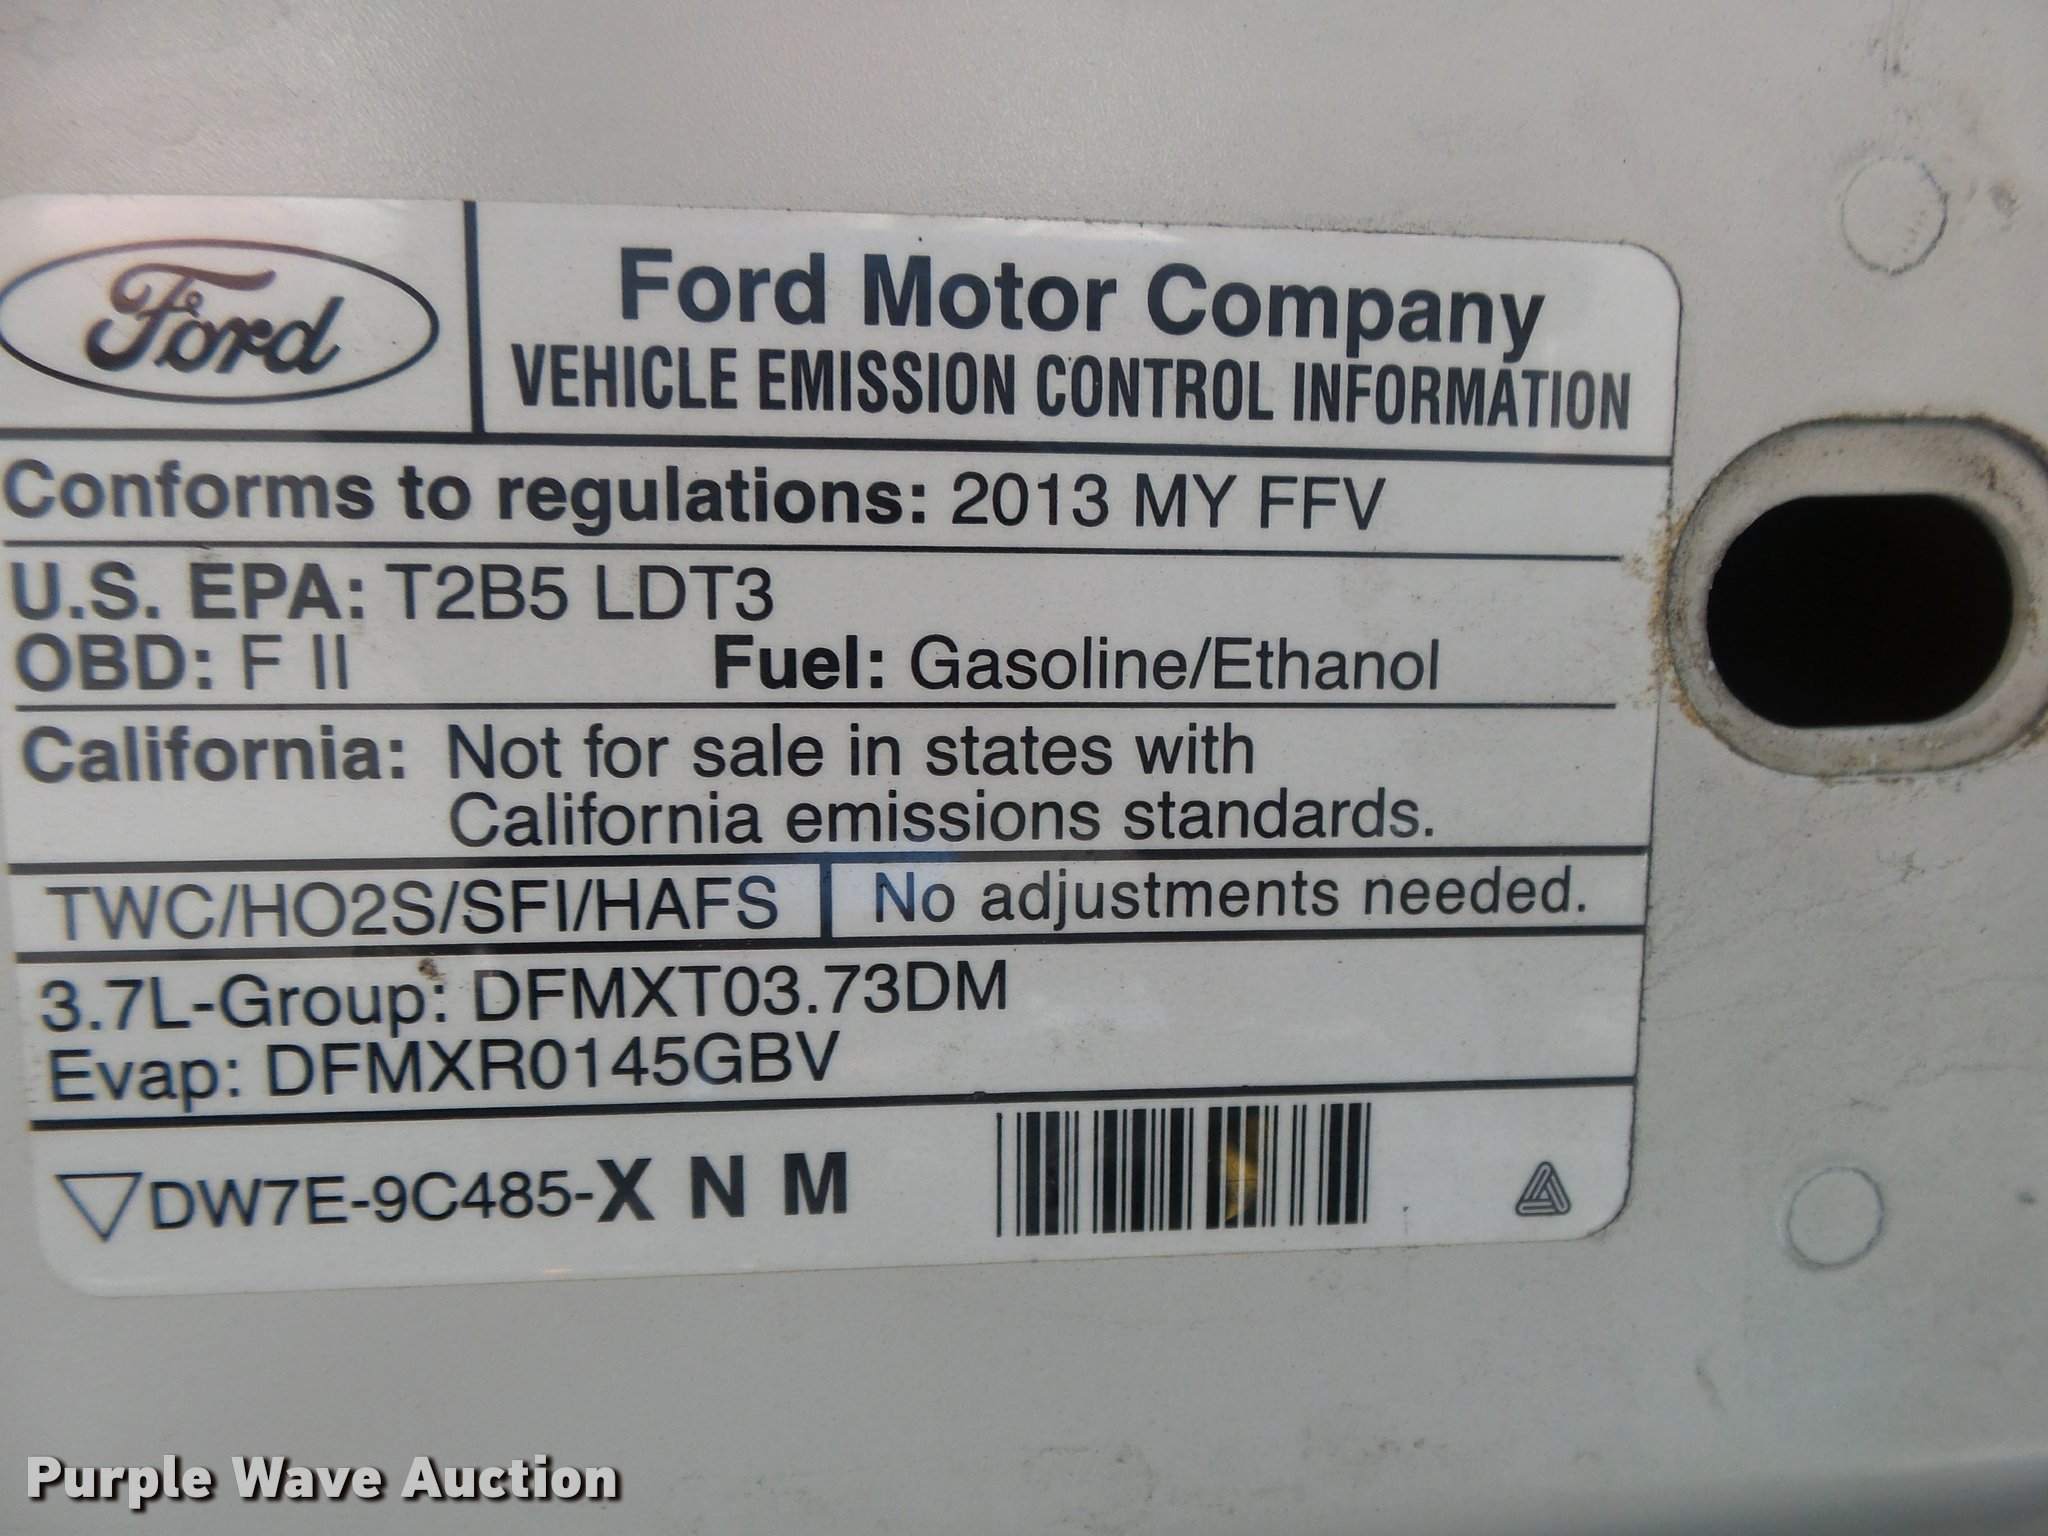 Ford
Ford Motor Company
VEHICLE EMISSION CONTROL INFORMATION
Conforms to regulations: 2013 MY FFV
U.S. EPA: T2B5 LDT3
OBD: F II Fuel: Gasoline/Ethanol
California: Not for sale in states with
California emissions standards.
TWC/HO2S/SFI/HAFS No adjustments needed.
3.7L-Group: DFMXT03.73DM
Evap: DFMXR0145GBV
DW7E-9C485-X N M
Purple Wave Auction